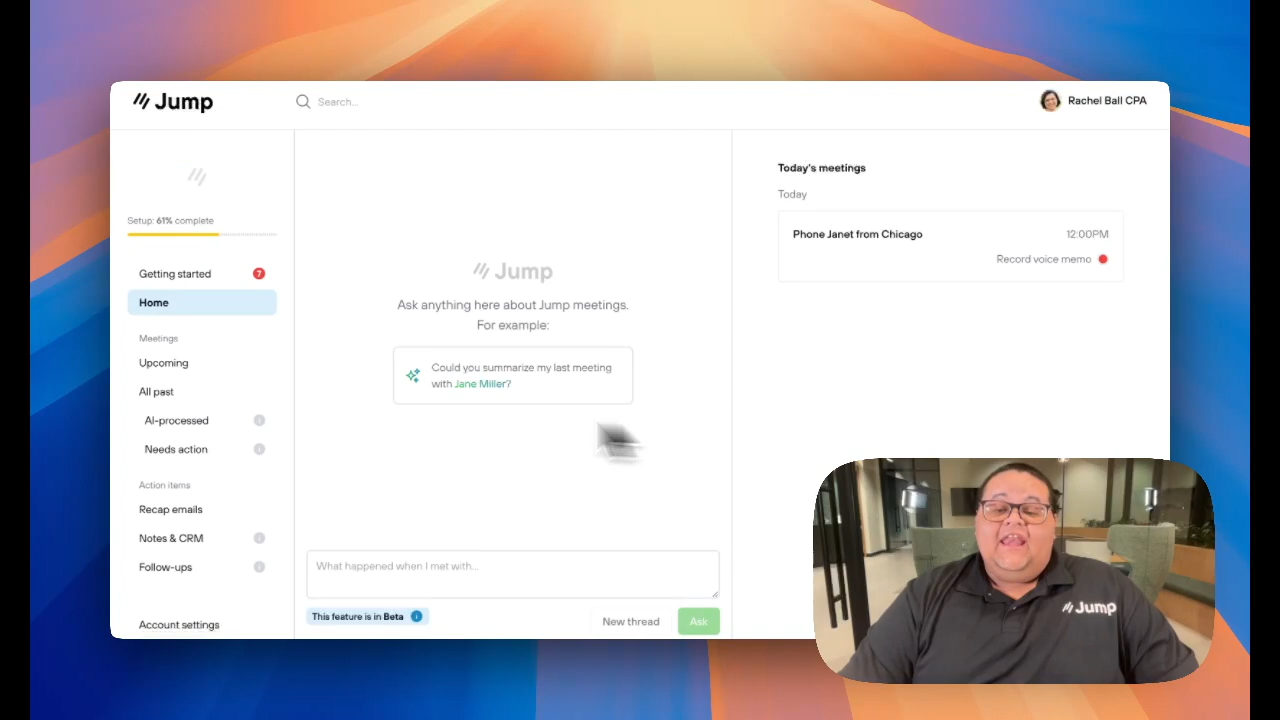 Jump
Search...
Rachel Ball CPA
Setup: 61% complete
Getting started 7
Home
Meetings
Upcoming
All past
AI-processed
Needs action
Action items
Recap emails
Notes & CRM
Follow-ups
Account settings
Jump
Ask anything here about Jump meetings.
For example:
Could you summarize my last meeting
with Jane Miller?
What happened when I met with...
This feature is in Beta
New thread
Ask
Today's meetings
Today
Phone Janet from Chicago 12:00PM
Record voice memo
Jump